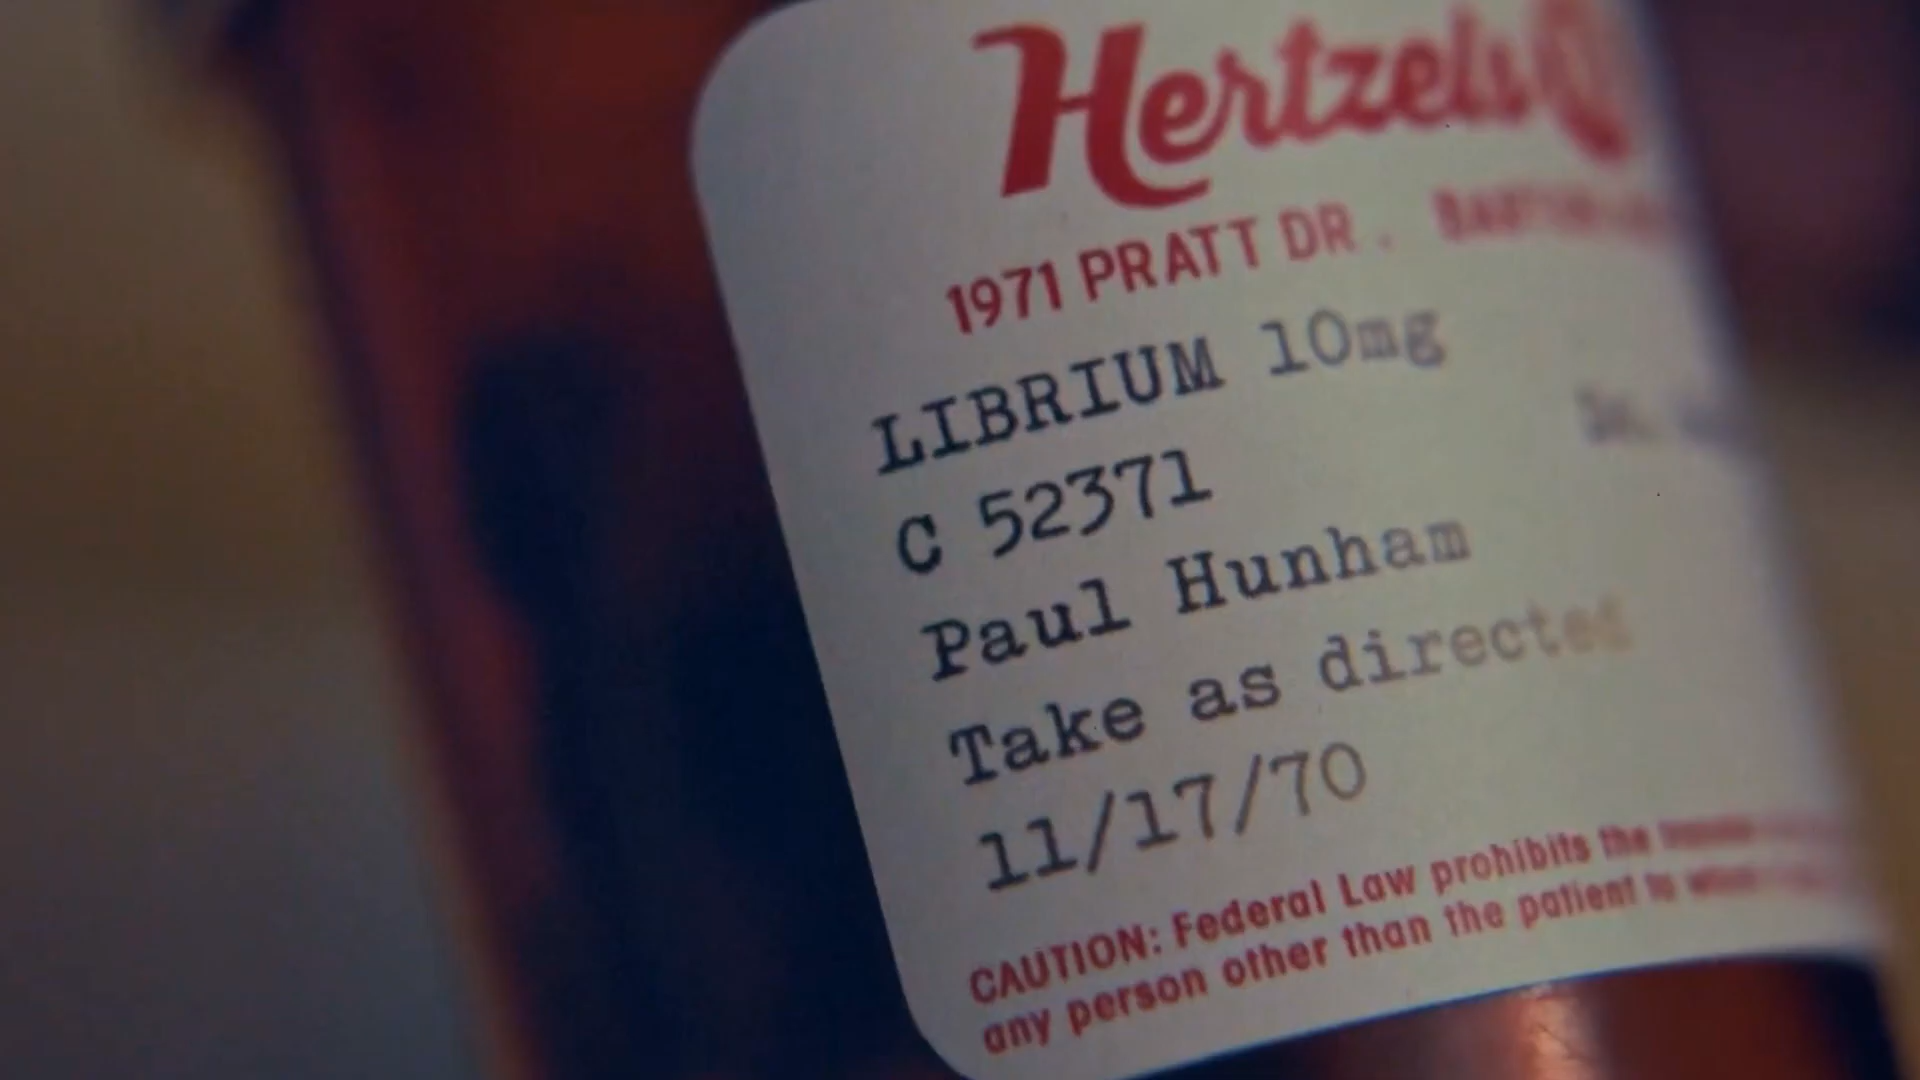 Hertzels
1971 PRATT DR.
LIBRIUM 10mg
C 52371
Paul Hunham
Take as directed
11/17/70
CAUTION: Federal Law prohibits the
any person other than the patient to